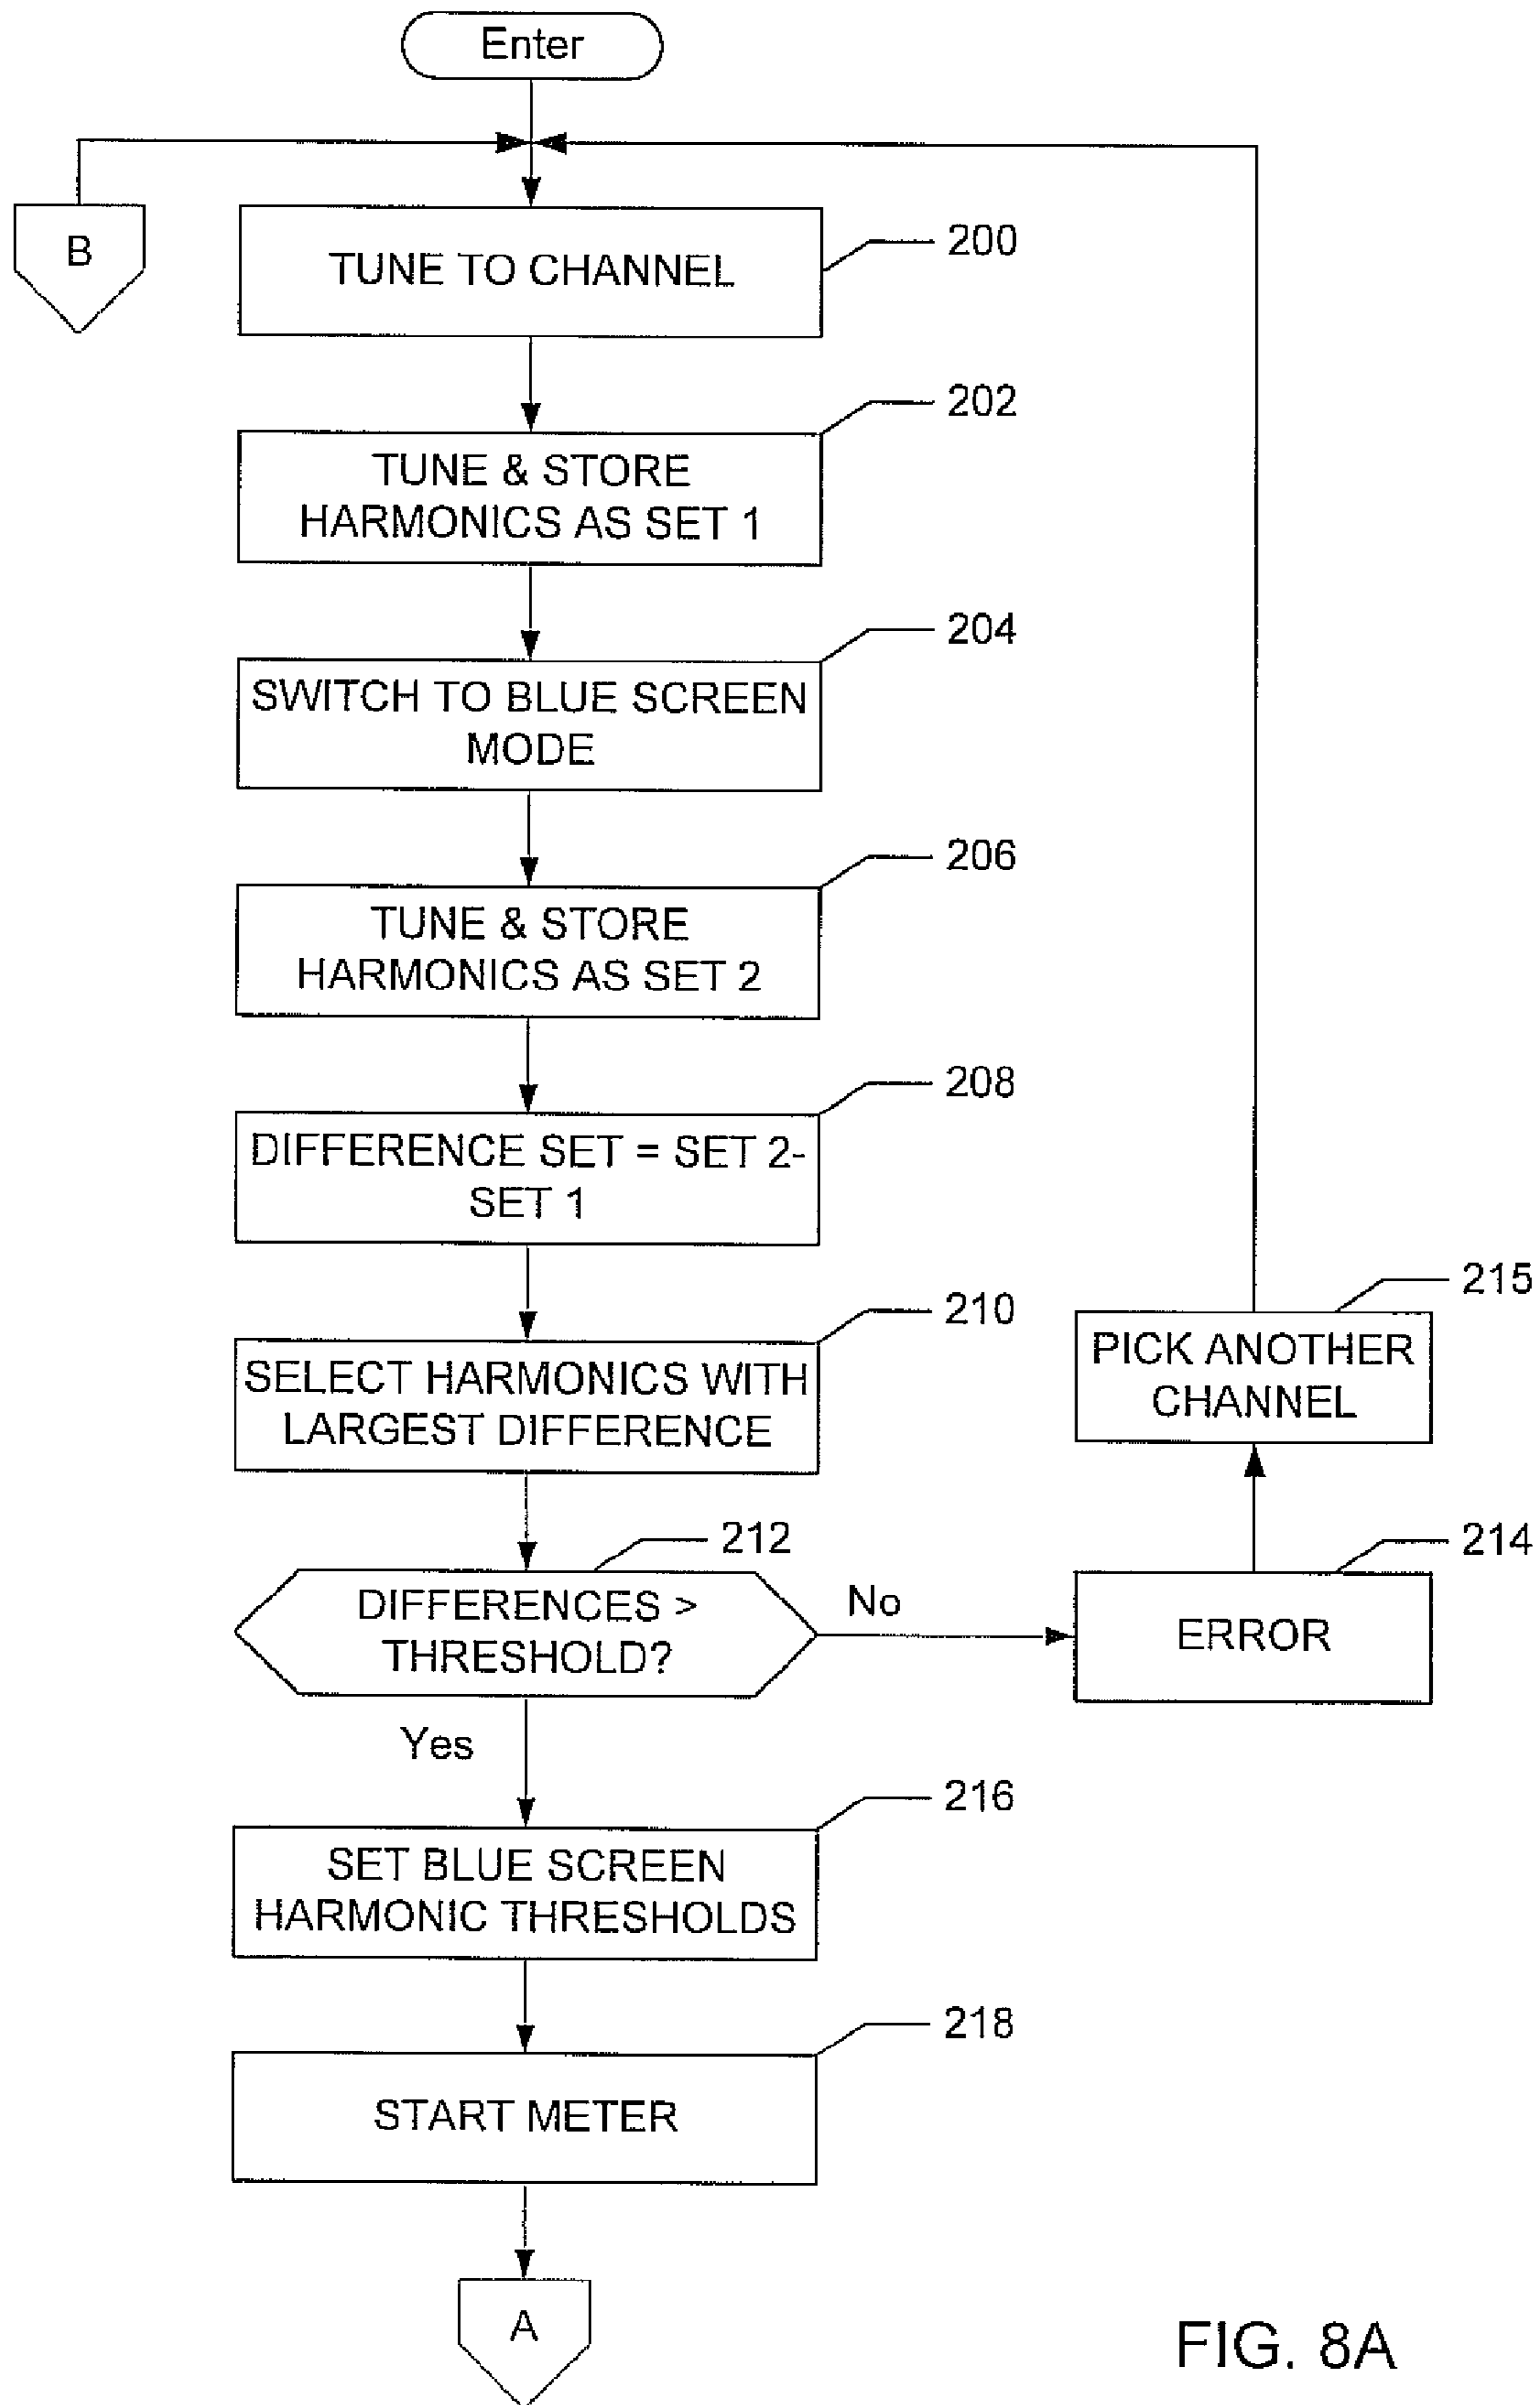 Enter
B
TUNE TO CHANNEL
200
202
TUNE & STORE
HARMONICS AS SET 1
204
SWITCH TO BLUE SCREEN
MODE
206
TUNE & STORE
HARMONICS AS SET 2
208
DIFFERENCE SET = SET 2-
SET 1
210
SELECT HARMONICS WITH
LARGEST DIFFERENCE
215
PICK ANOTHER
CHANNEL
212
DIFFERENCES >
THRESHOLD?
No
214
ERROR
Yes
216
SET BLUE SCREEN
HARMONIC THRESHOLDS
218
START METER
A
FIG. 8A